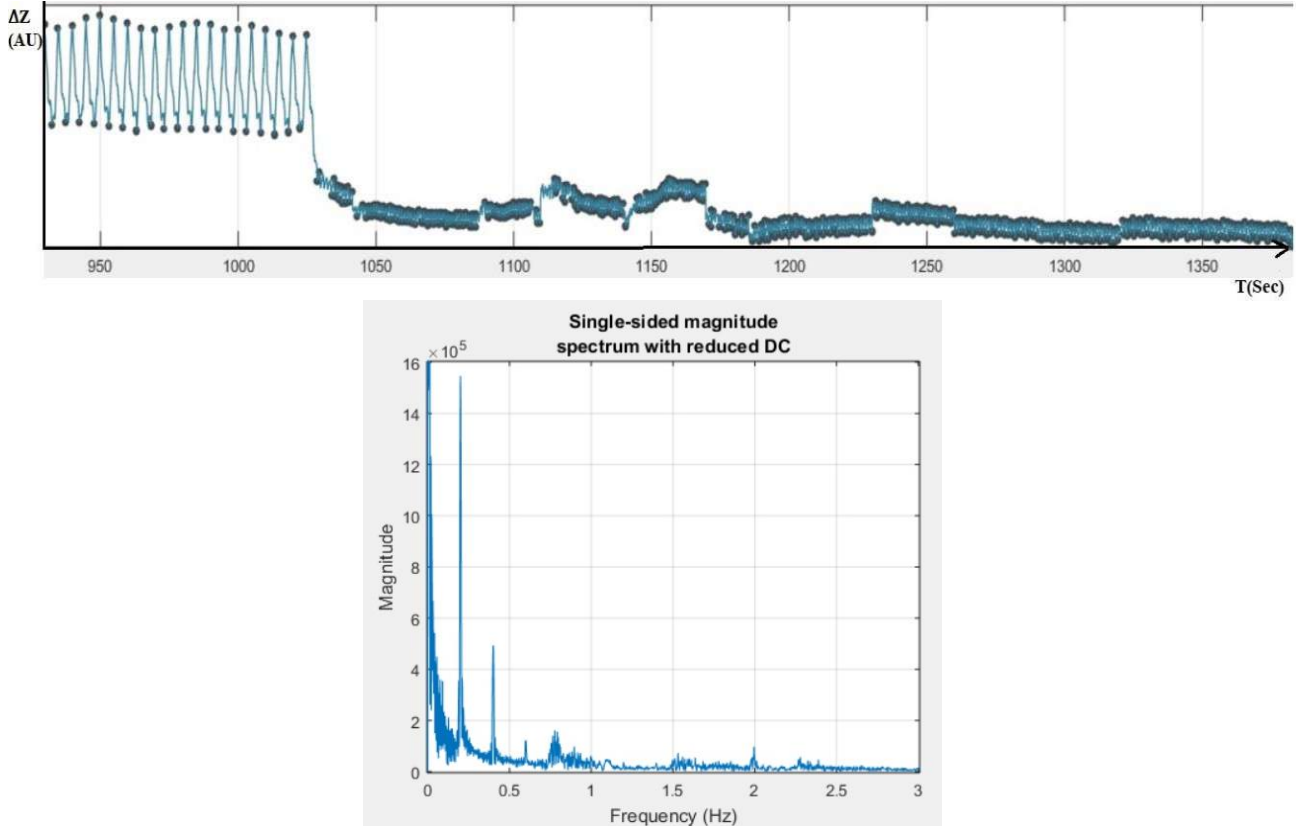 ΔZ
(AU)
950 1000 1050 1100 1150 1200 1250 1300 1350
T(Sec)
Single-sided magnitude
spectrum with reduced DC
× 10⁵
16
14
12
10
8
6
4
2
0
Magnitude
0 0.5 1 1.5 2 2.5 3
Frequency (Hz)